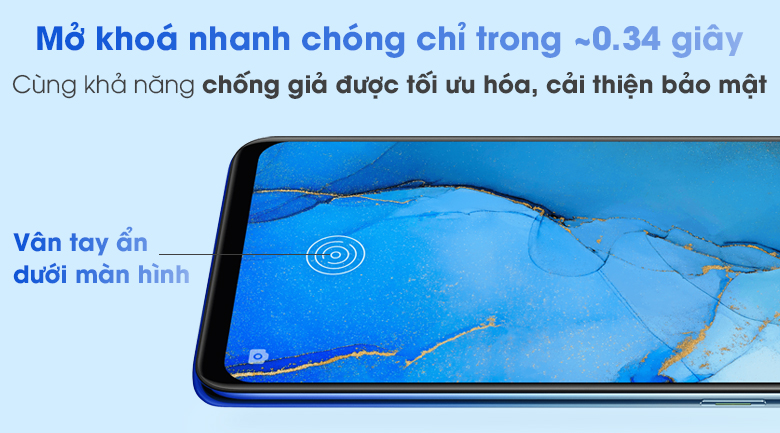 Mở khoá nhanh chóng chỉ trong ~0.34 giây
Cùng khả năng chống giả được tối ưu hóa, cải thiện bảo mật
Vân tay ẩn
dưới màn hình